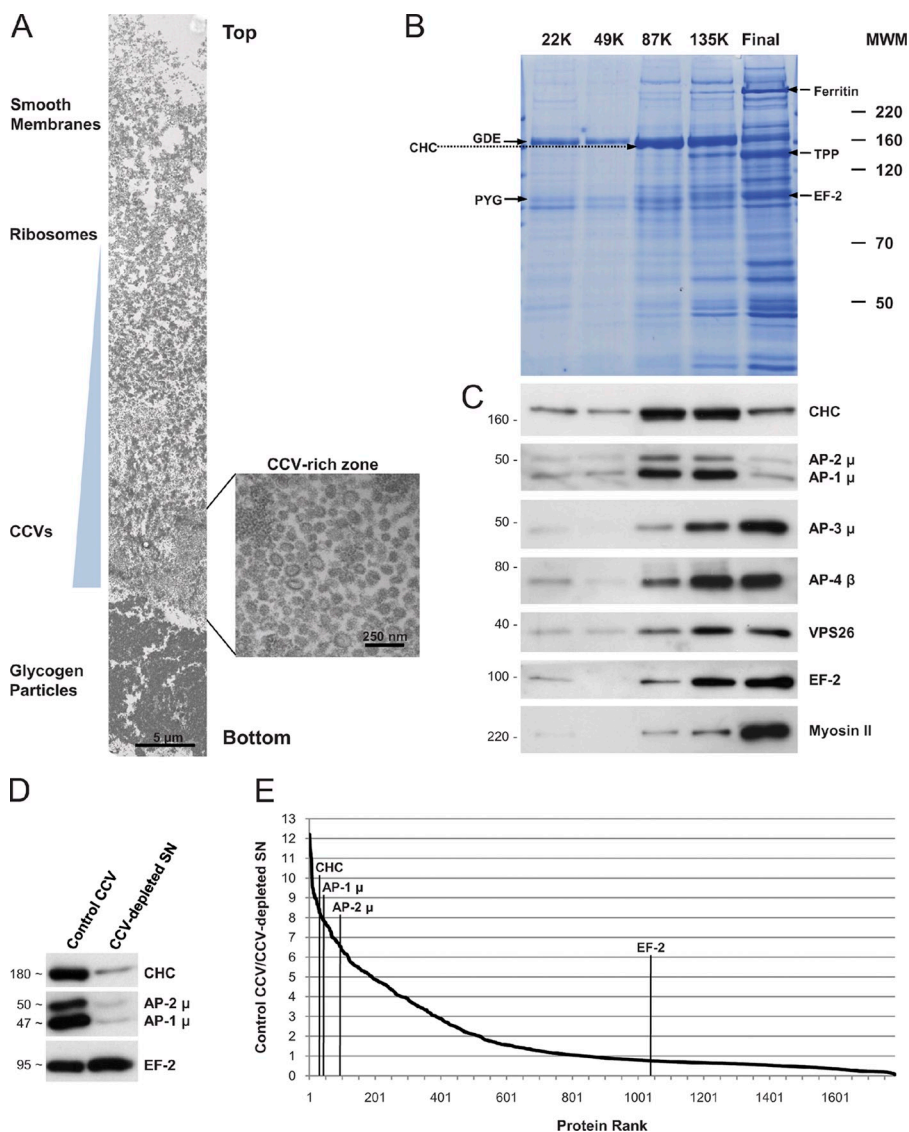 A
Top
Smooth
Membranes
Ribosomes
CCVs
CCV-rich zone
250 nm
Glycogen
Particles
5 µm
Bottom
B
22K 49K 87K 135K Final MWM
Ferritin
220
GDE
160
CHC
TPP
120
PYG
EF-2
70
50
C
160 - CHC
50 - AP-2 µ
AP-1 µ
50 - AP-3 µ
80 - AP-4 β
40 - VPS26
100 - EF-2
220 - Myosin II
D
Control CCV
CCV-depleted SN
180 ~ CHC
50 ~ AP-2 µ
47 ~ AP-1 µ
95 ~ EF-2
E
Control CCV/CCV-depleted SN
13
12
11
10
9
8
7
6
5
4
3
2
1
0
CHC
AP-1 µ
AP-2 µ
EF-2
1 201 401 601 801 1001 1201 1401 1601
Protein Rank